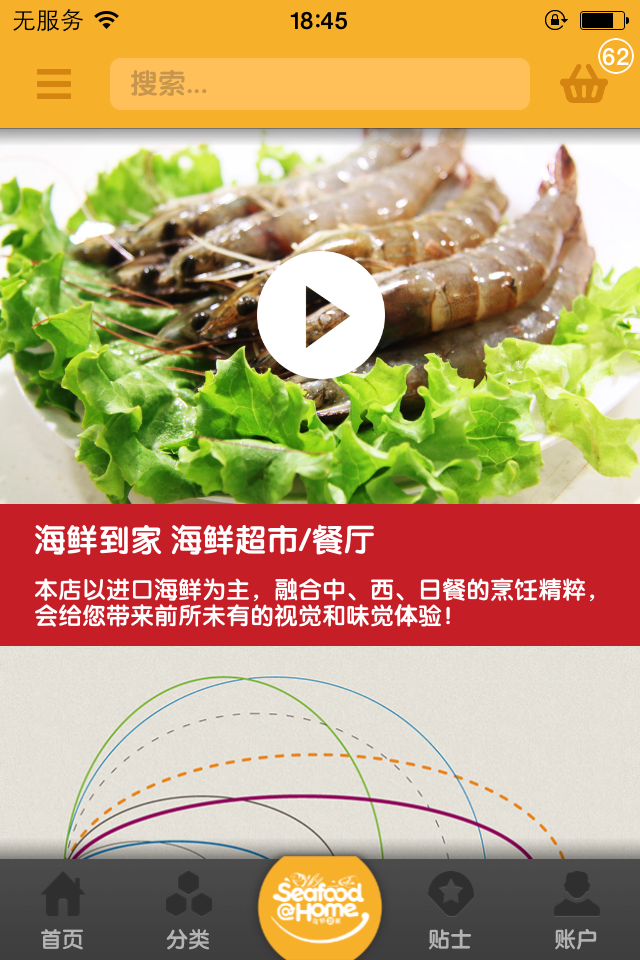 无服务
18:45
62
搜索...
海鲜到家 海鲜超市/餐厅
本店以进口海鲜为主，融合中、西、日餐的烹饪精粹，
会给您带来前所未有的视觉和味觉体验！
首页
分类
Seafood
@Home
贴士
账户